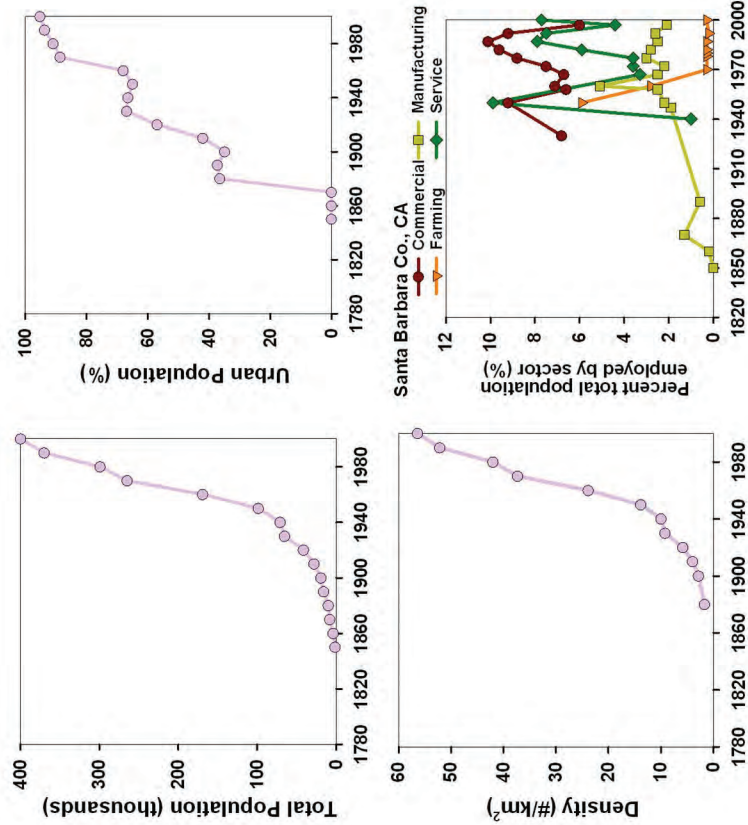 Total Population (thousands)
400
300
200
100
0
1780 1820 1860 1900 1940 1980
Urban Population (%)
100
80
60
40
20
0
1780 1820 1860 1900 1940 1980
Density (#/km²)
60
50
40
30
20
10
0
1780 1820 1860 1900 1940 1980
Santa Barbara Co., CA
Commercial
Manufacturing
Farming
Service
Percent total population
employed by sector (%)
12
10
8
6
4
2
0
1820 1850 1880 1910 1940 1970 2000